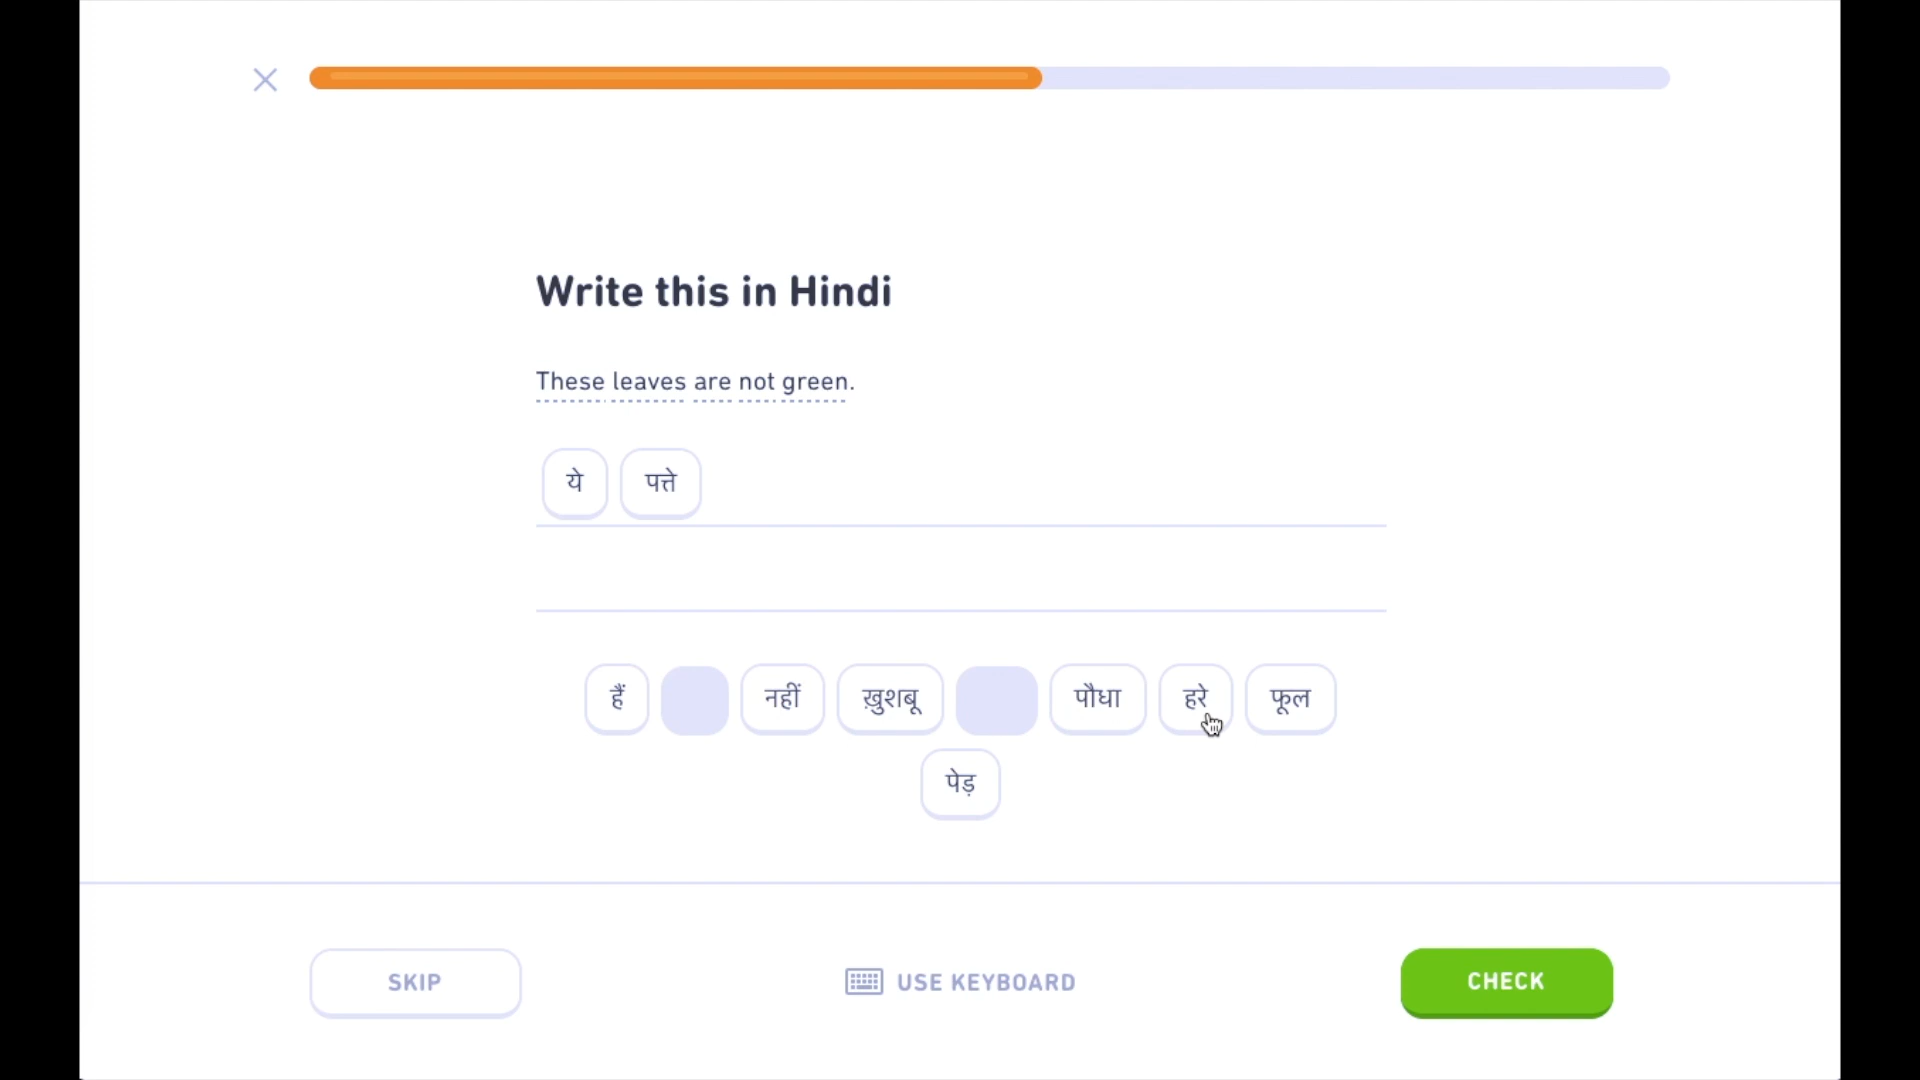 Write this in Hindi
These leaves are not green.
ये पत्ते
हैं नहीं ख़ुशबू पौधा हरे फूल
पेड़
SKIP USE KEYBOARD CHECK